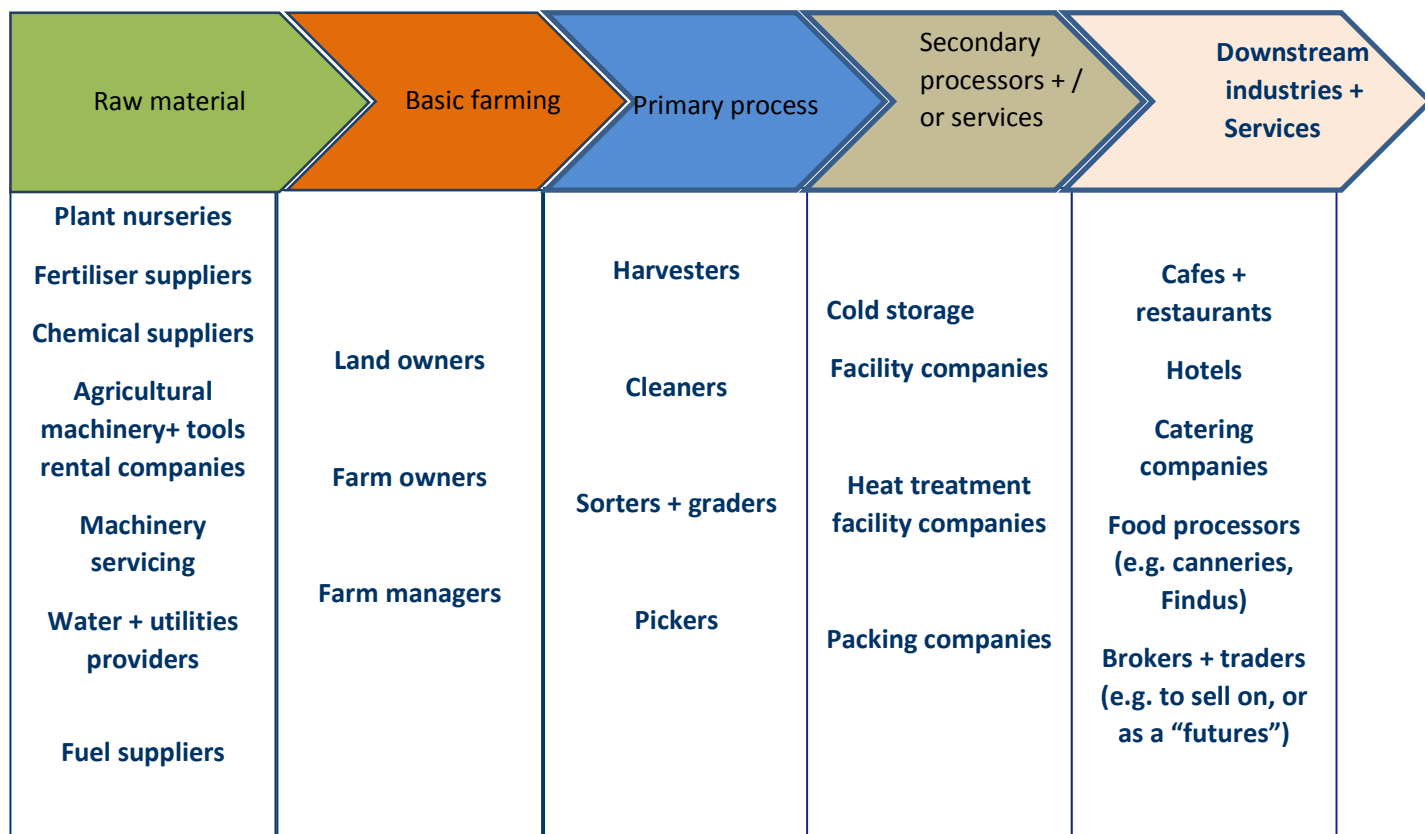 Raw material
Basic farming
Primary process
Secondary
processors + /
or services
Downstream
industries +
Services
Plant nurseries
Fertiliser suppliers
Chemical suppliers
Agricultural
machinery+ tools
rental companies
Machinery
servicing
Water + utilities
providers
Fuel suppliers
Land owners
Farm owners
Farm managers
Harvesters
Cleaners
Sorters + graders
Pickers
Cold storage
Facility companies
Heat treatment
facility companies
Packing companies
Cafes +
restaurants
Hotels
Catering
companies
Food processors
(e.g. canneries,
Findus)
Brokers + traders
(e.g. to sell on, or
as a “futures”)